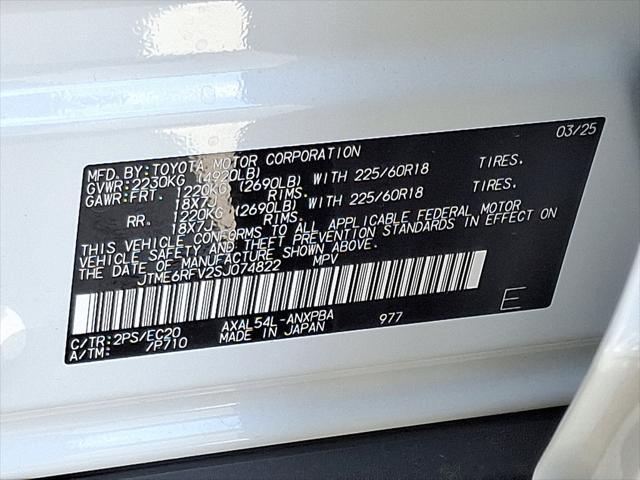 03/25
MFD. BY: TOYOTA MOTOR CORPORATION
GVWR: 2230KG (4920LB)
GAWR: FRT. 1220KG (2690LB) WITH 225/60R18 TIRES.
18X7J RIMS.
RR. 1220KG (2690LB) WITH 225/60R18 TIRES.
18X7J RIMS.
THIS VEHICLE CONFORMS TO ALL APPLICABLE FEDERAL MOTOR
VEHICLE SAFETY AND THEFT PREVENTION STANDARDS IN EFFECT ON
THE DATE OF MANUFACTURE SHOWN ABOVE.
JTME6RFV2SJ074822 MPV
E
C/TR: 2PS/EC20 AXAL54L-ANXPBA 977
A/TM: /P710 MADE IN JAPAN